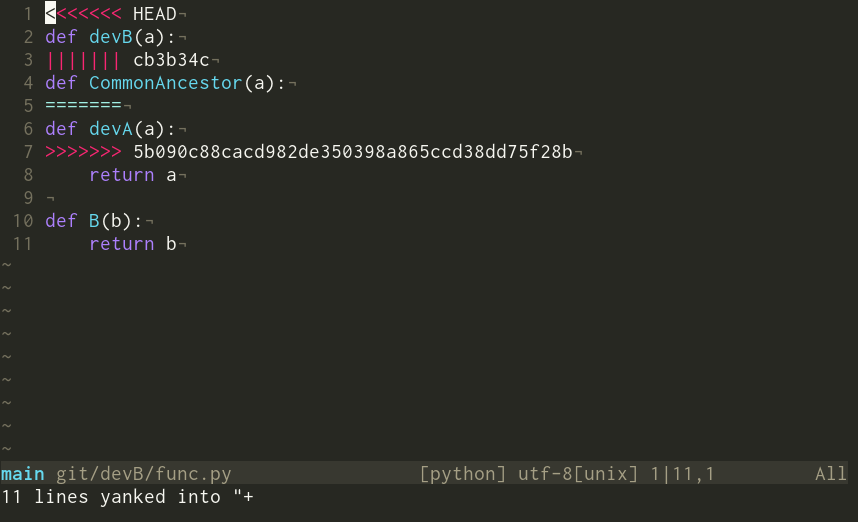 1 <<<<<<< HEAD¬
2 def devB(a):¬
3 ||||||| cb3b34c¬
4 def CommonAncestor(a):¬
5 =======¬
6 def devA(a):¬
7 >>>>>>> 5b090c88cacd982de350398a865ccd38dd75f28b¬
8     return a¬
9 ¬
10 def B(b):¬
11     return b¬
~
~
~
~
~
~
~
~
~
main git/devB/func.py [python] utf-8[unix] 1|11,1 All
11 lines yanked into "+